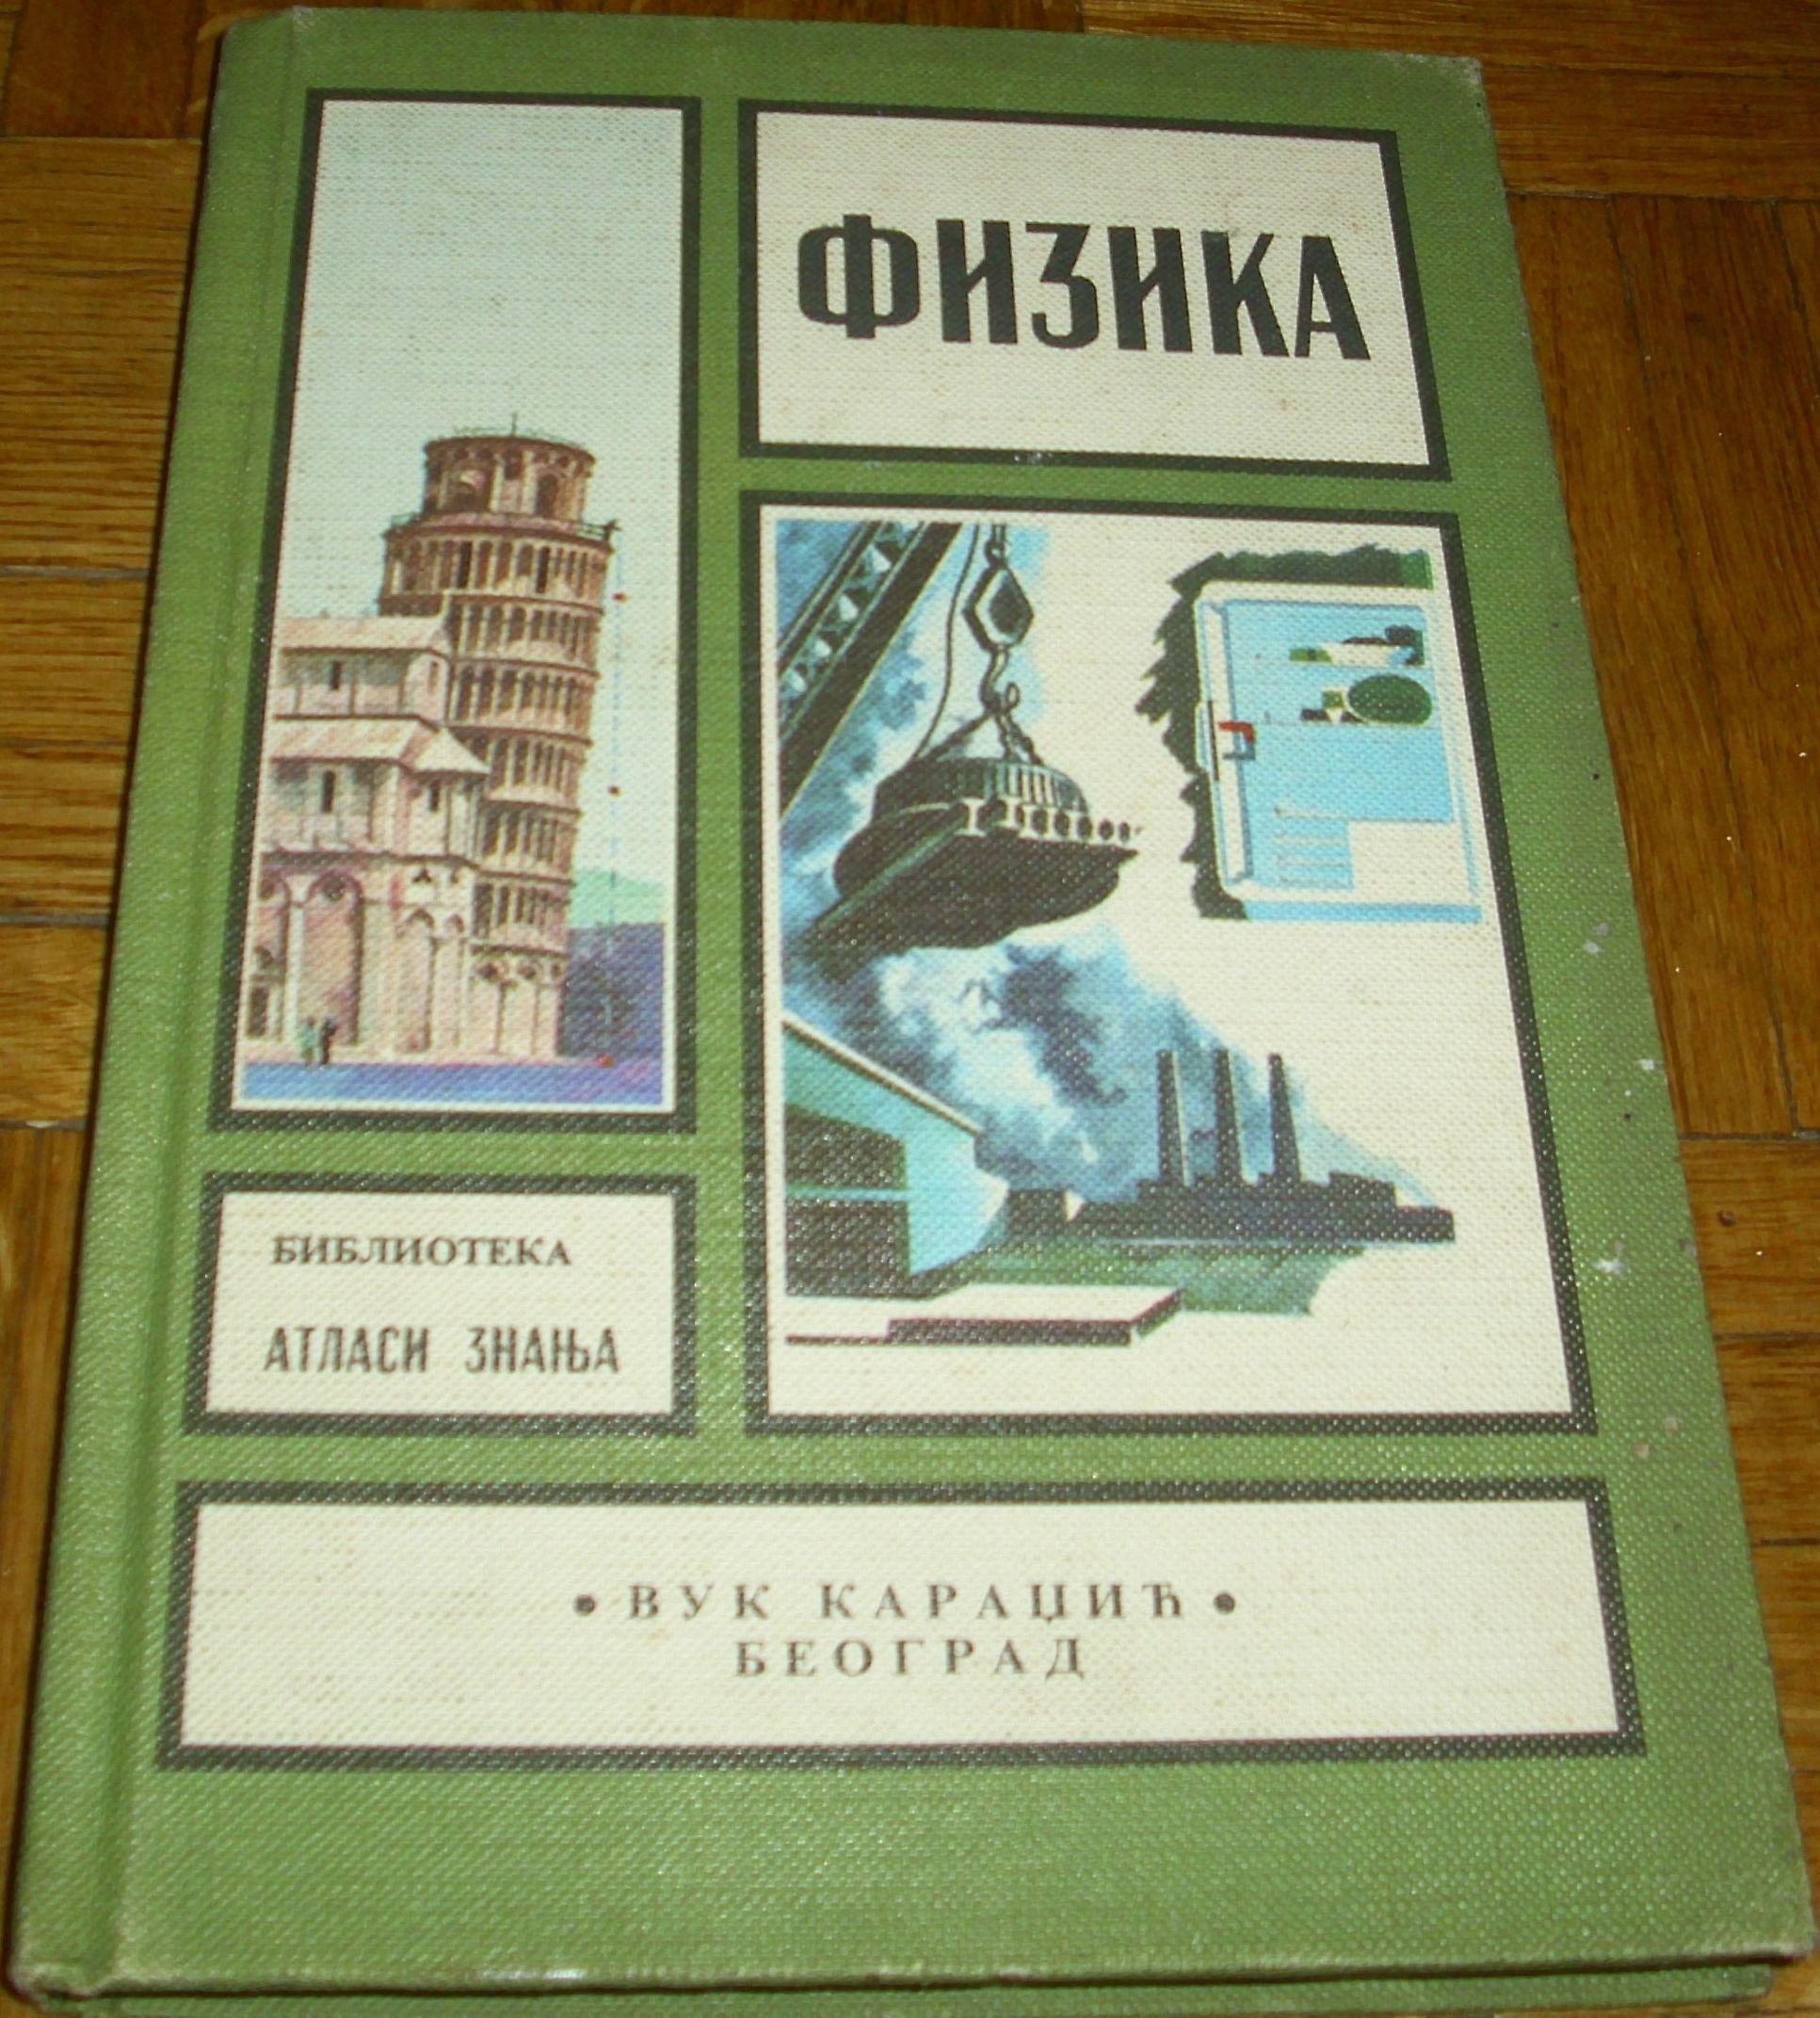 ФИЗИКА
БИБЛИОТЕКА
АТЛАСИ ЗНАЊА
• ВУК КАРАЏИЋ •
БЕОГРАД